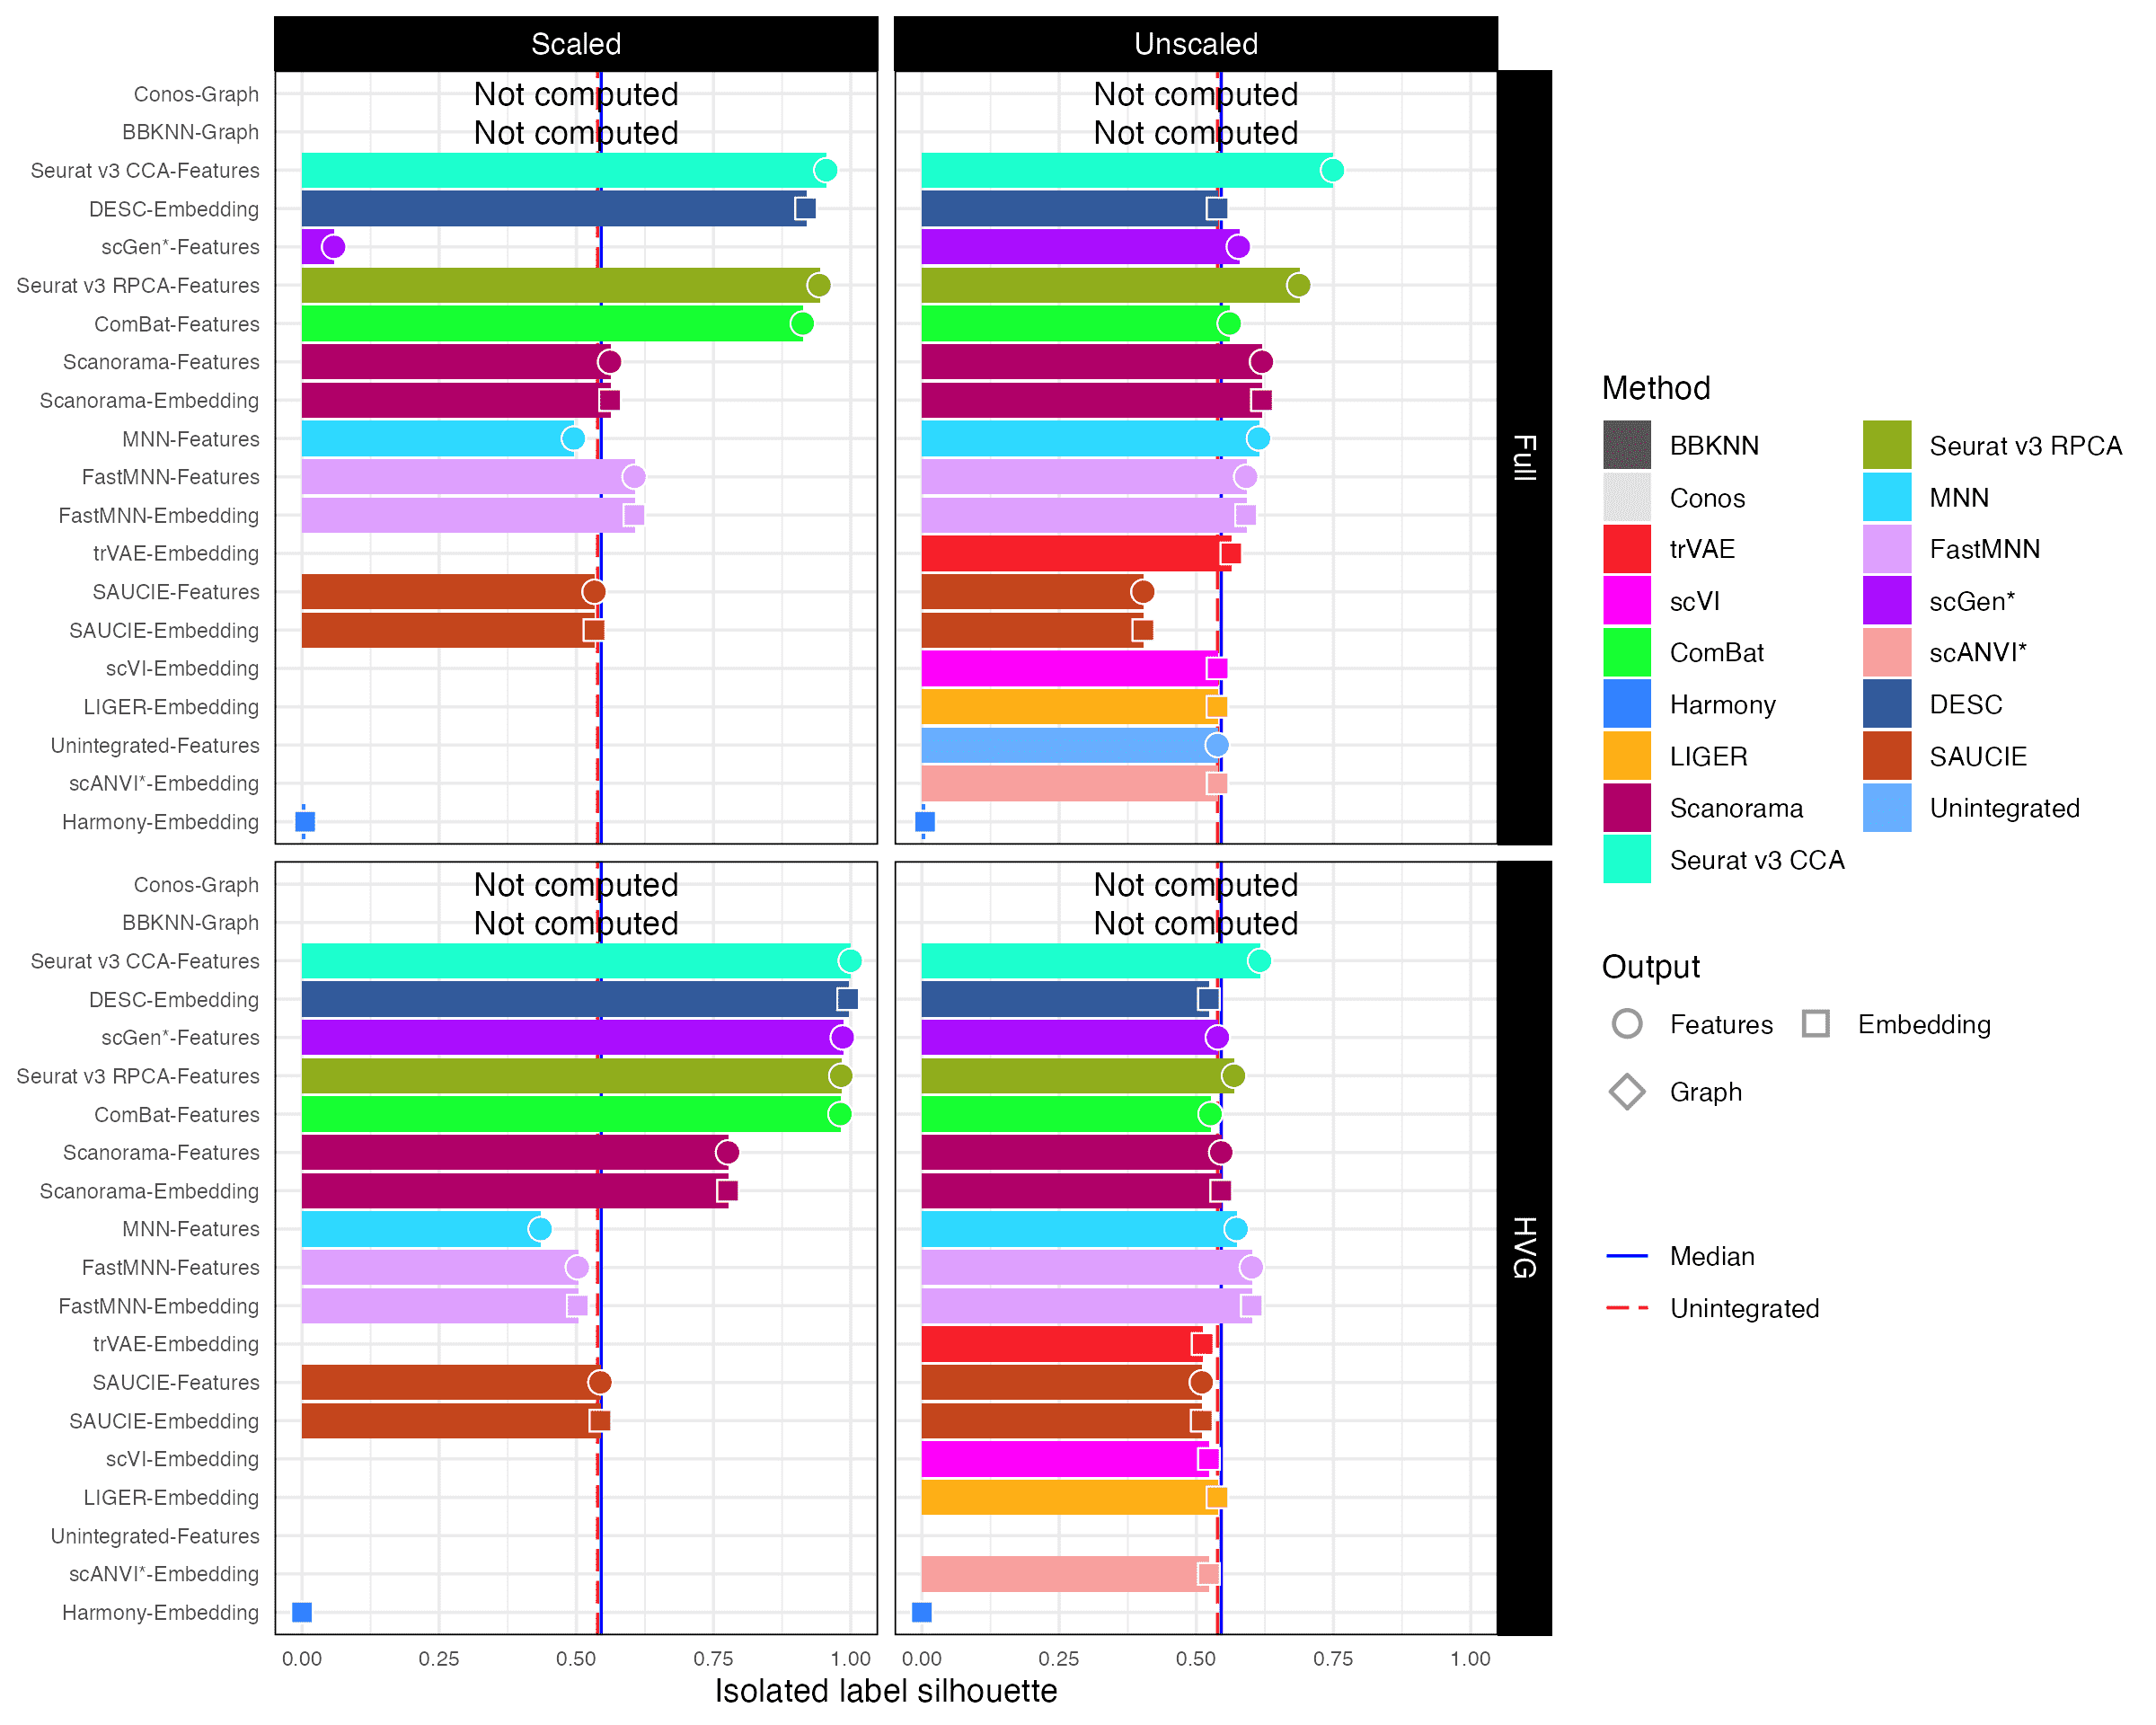 Scaled
Unscaled
Conos-Graph
BBKNN-Graph
Seurat v3 CCA-Features
DESC-Embedding
scGen*-Features
Seurat v3 RPCA-Features
ComBat-Features
Scanorama-Features
Scanorama-Embedding
MNN-Features
FastMNN-Features
FastMNN-Embedding
trVAE-Embedding
SAUCIE-Features
SAUCIE-Embedding
scVI-Embedding
LIGER-Embedding
Unintegrated-Features
scANVI*-Embedding
Harmony-Embedding
Not computed
Not computed
Not computed
Not computed
Full
Conos-Graph
BBKNN-Graph
Seurat v3 CCA-Features
DESC-Embedding
scGen*-Features
Seurat v3 RPCA-Features
ComBat-Features
Scanorama-Features
Scanorama-Embedding
MNN-Features
FastMNN-Features
FastMNN-Embedding
trVAE-Embedding
SAUCIE-Features
SAUCIE-Embedding
scVI-Embedding
LIGER-Embedding
Unintegrated-Features
scANVI*-Embedding
Harmony-Embedding
Not computed
Not computed
Not computed
Not computed
HVG
0.00 0.25 0.50 0.75 1.00
0.00 0.25 0.50 0.75 1.00
Isolated label silhouette
Method
BBKNN
Conos
trVAE
scVI
ComBat
Harmony
LIGER
Scanorama
Seurat v3 CCA
Seurat v3 RPCA
MNN
FastMNN
scGen*
scANVI*
DESC
SAUCIE
Unintegrated
Output
Features
Embedding
Graph
Median
Unintegrated